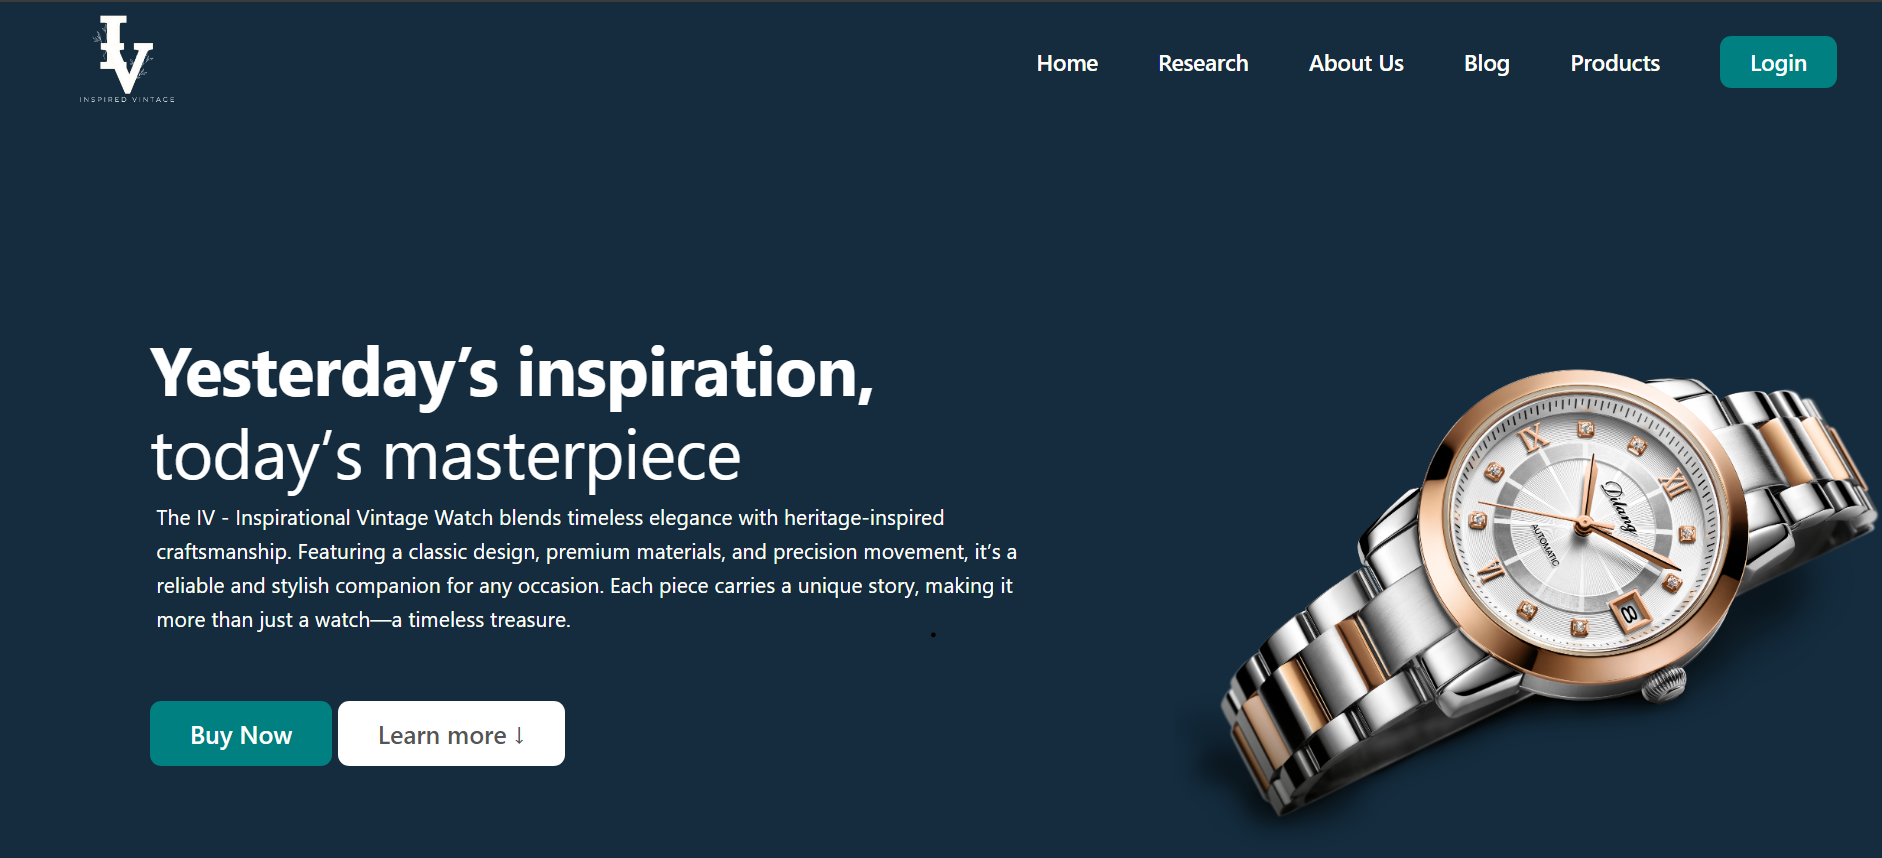 IV
INSPIRED VINTAGE
Home Research About Us Blog Products Login
Yesterday’s inspiration,
today’s masterpiece
The IV - Inspirational Vintage Watch blends timeless elegance with heritage-inspired
craftsmanship. Featuring a classic design, premium materials, and precision movement, it’s a
reliable and stylish companion for any occasion. Each piece carries a unique story, making it
more than just a watch—a timeless treasure.
Buy Now Learn more ↓
IX
XII
Dilang
AUTOMATIC
VI
8